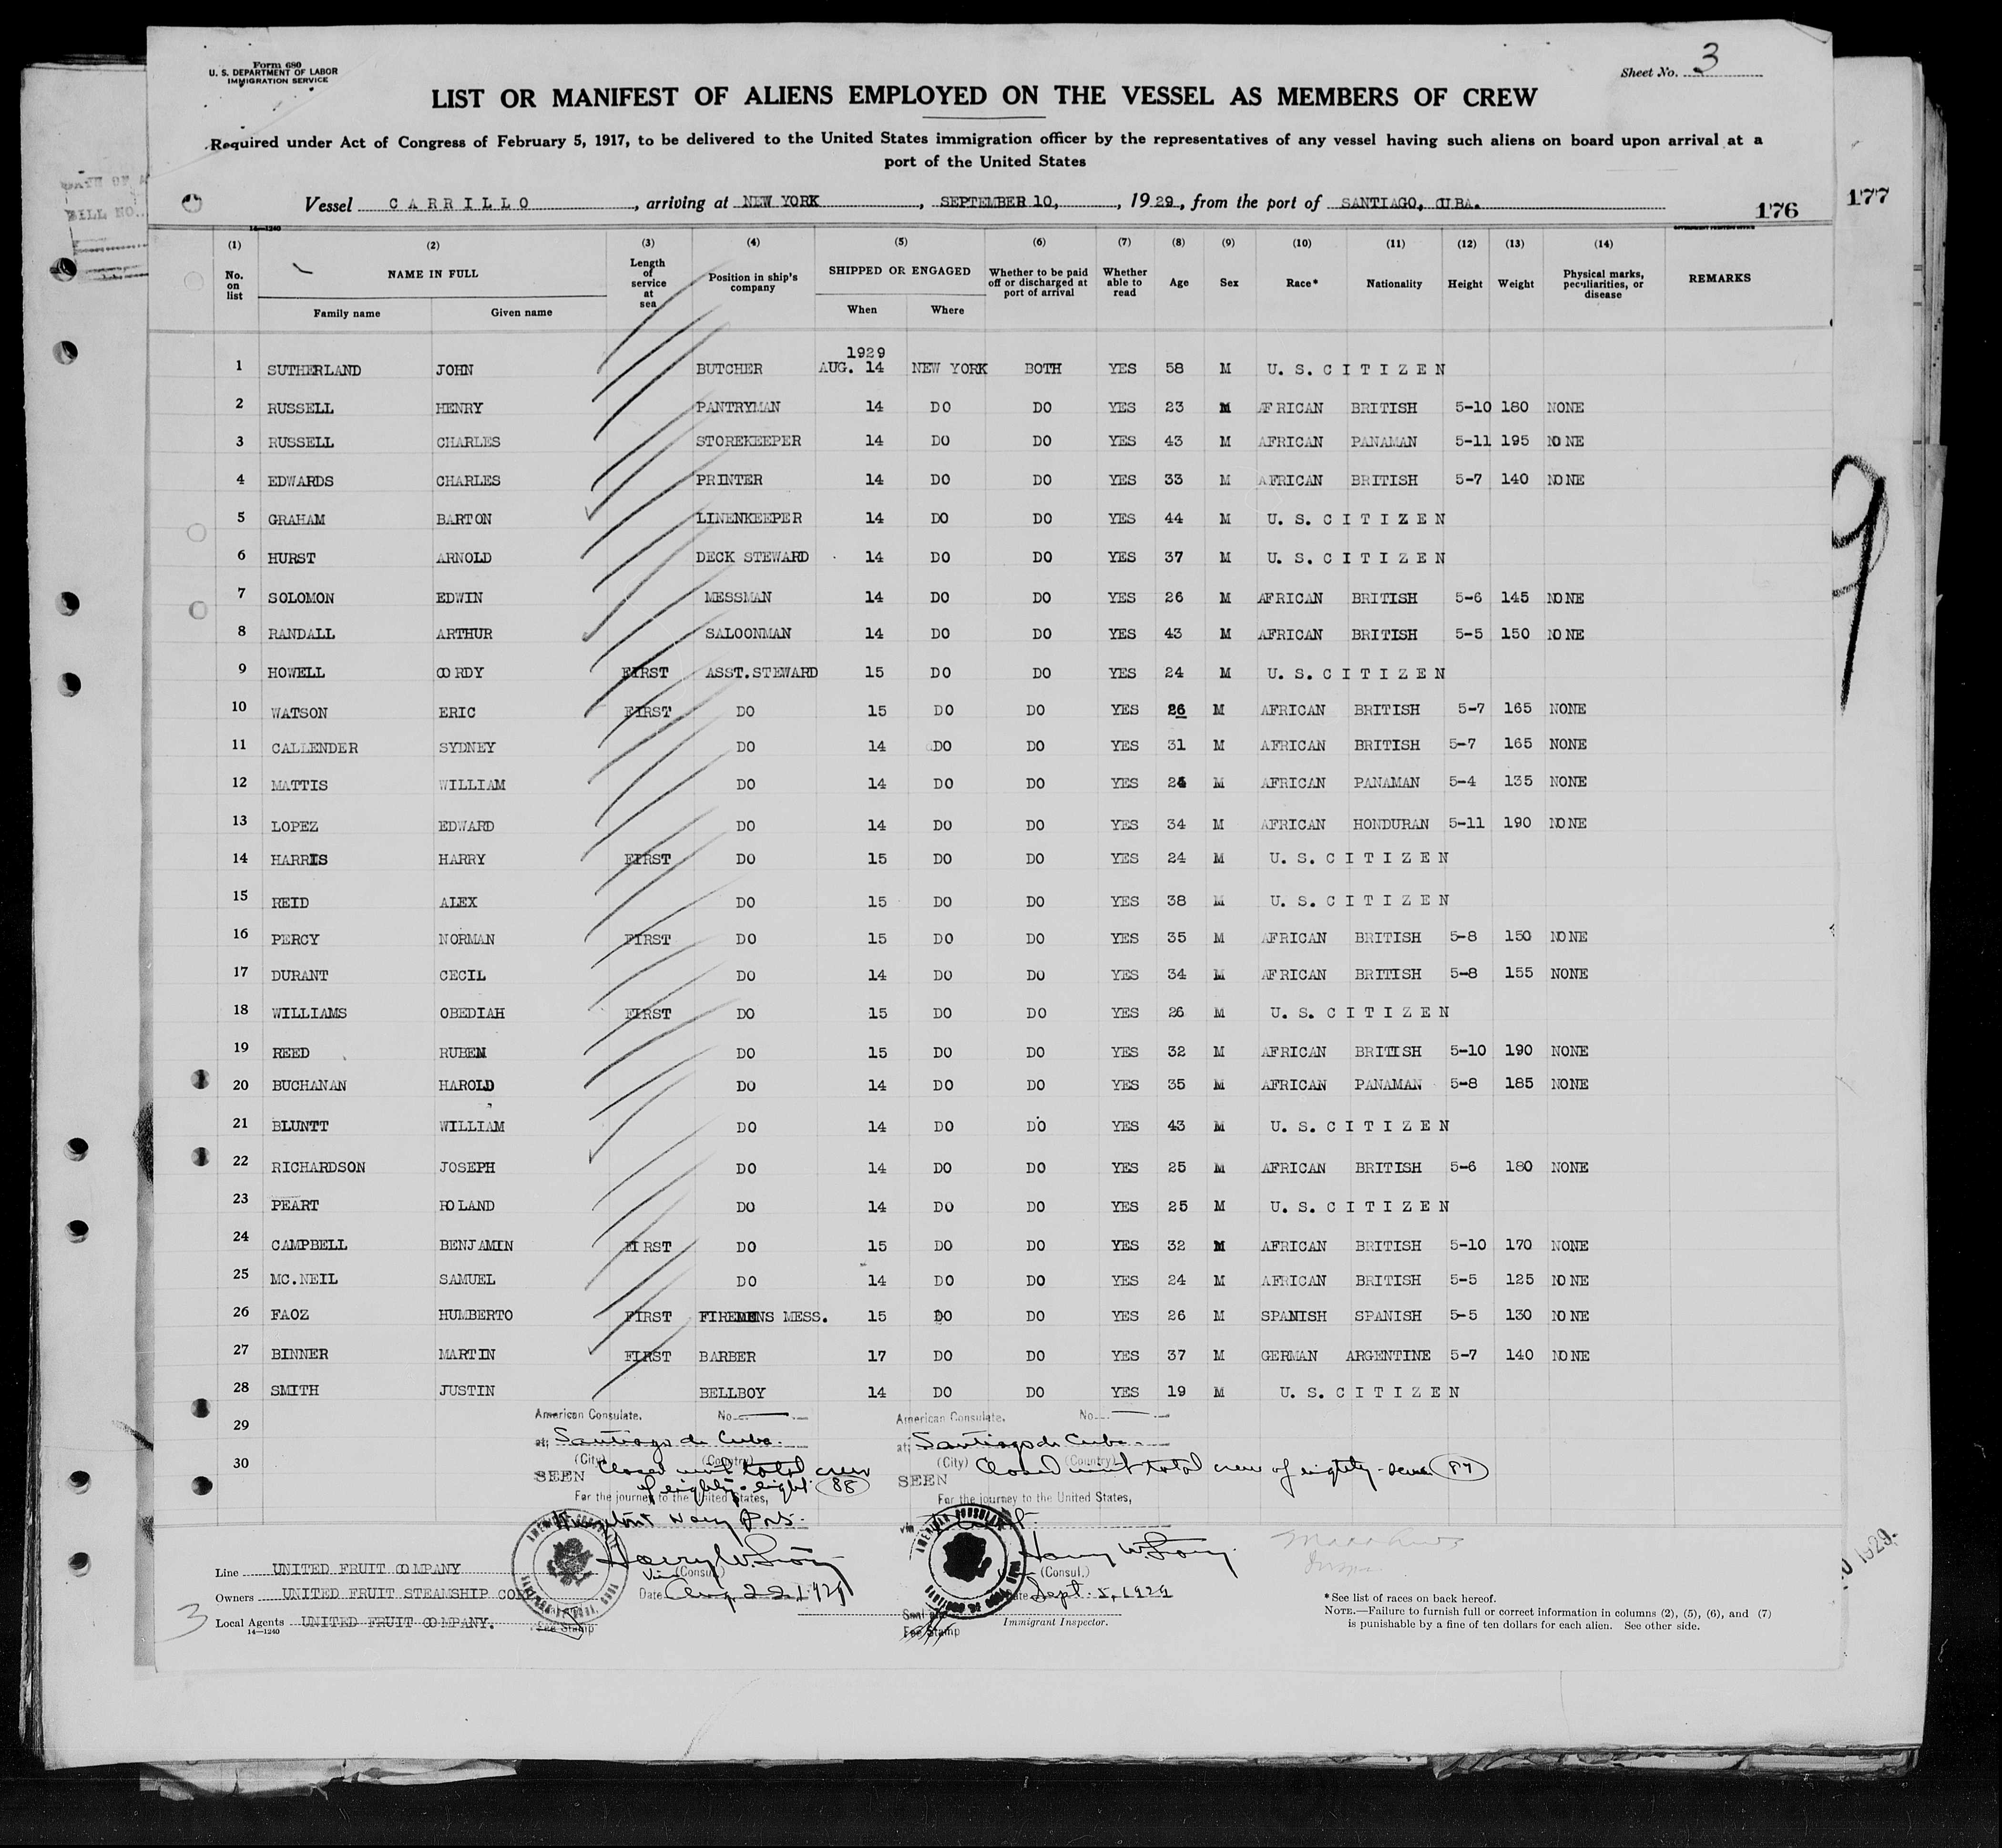 Form 680
U. S. DEPARTMENT OF LABOR
IMMIGRATION SERVICE
Sheet No. 3
LIST OR MANIFEST OF ALIENS EMPLOYED ON THE VESSEL AS MEMBERS OF CREW
Required under Act of Congress of February 5, 1917, to be delivered to the United States immigration officer by the representatives of any vessel having such aliens on board upon arrival at a
port of the United States
Vessel CARRILLO, arriving at NEW YORK, SEPTEMBER 10, 1929, from the port of SANTIAGO, CUBA.
176
177
14—1240
(1) (2) (3) (4) (5) (6) (7) (8) (9) (10) (11) (12) (13) (14)
No. on list NAME IN FULL Length of service at sea Position in ship's company SHIPPED OR ENGAGED Whether to be paid off or discharged at port of arrival Whether able to read Age Sex Race* Nationality Height Weight Physical marks, peculiarities, or disease REMARKS
Family name Given name When Where
1929
1 SUTHERLAND JOHN BUTCHER AUG. 14 NEW YORK BOTH YES 58 M U. S. CITIZEN
2 RUSSELL HENRY PANTRYMAN 14 DO DO YES 23 M AFRICAN BRITISH 5-10 180 NONE
3 RUSSELL CHARLES STOREKEEPER 14 DO DO YES 43 M AFRICAN PANAMAN 5-11 195 NONE
4 EDWARDS CHARLES PRINTER 14 DO DO YES 33 M AFRICAN BRITISH 5-7 140 NONE
5 GRAHAM BARTON LINENKEEPER 14 DO DO YES 44 M U. S. CITIZEN
6 HURST ARNOLD DECK STEWARD 14 DO DO YES 37 M U. S. CITIZEN
7 SOLOMON EDWIN MESSMAN 14 DO DO YES 26 M AFRICAN BRITISH 5-6 145 NONE
8 RANDALL ARTHUR SALOONMAN 14 DO DO YES 43 M AFRICAN BRITISH 5-5 150 NONE
9 HOWELL CORDY FIRST ASST.STEWARD 15 DO DO YES 24 M U. S. CITIZEN
10 WATSON ERIC FIRST DO 15 DO DO YES 26 M AFRICAN BRITISH 5-7 165 NONE
11 CALLENDER SYDNEY DO 14 DO DO YES 31 M AFRICAN BRITISH 5-7 165 NONE
12 MATTIS WILLIAM DO 14 DO DO YES 24 M AFRICAN PANAMAN 5-4 135 NONE
13 LOPEZ EDWARD DO 14 DO DO YES 34 M AFRICAN HONDURAN 5-11 190 NONE
14 HARRIS HARRY FIRST DO 15 DO DO YES 24 M U. S. CITIZEN
15 REID ALEX DO 15 DO DO YES 38 M U. S. CITIZEN
16 PERCY NORMAN FIRST DO 15 DO DO YES 35 M AFRICAN BRITISH 5-8 150 NONE
17 DURANT CECIL DO 14 DO DO YES 34 M AFRICAN BRITISH 5-8 155 NONE
18 WILLIAMS OBEDIAH FIRST DO 15 DO DO YES 26 M U. S. CITIZEN
19 REED RUBEN DO 15 DO DO YES 32 M AFRICAN BRITISH 5-10 190 NONE
20 BUCHANAN HAROLD DO 14 DO DO YES 35 M AFRICAN PANAMAN 5-8 185 NONE
21 BLUNTT WILLIAM DO 14 DO DO YES 43 M U. S. CITIZEN
22 RICHARDSON JOSEPH DO 14 DO DO YES 25 M AFRICAN BRITISH 5-6 180 NONE
23 PEART ROLAND DO 14 DO DO YES 25 M U. S. CITIZEN
24 CAMPBELL BENJAMIN FIRST DO 15 DO DO YES 32 M AFRICAN BRITISH 5-10 170 NONE
25 MC.NEIL SAMUEL DO 14 DO DO YES 24 M AFRICAN BRITISH 5-5 125 NONE
26 FAOZ HUMBERTO FIRST FIREMENS MESS. 15 DO DO YES 26 M SPANISH SPANISH 5-5 130 NONE
27 BINNER MARTIN FIRST BARBER 17 DO DO YES 37 M GERMAN ARGENTINE 5-7 140 NONE
28 SMITH JUSTIN BELLBOY 14 DO DO YES 19 M U. S. CITIZEN
29
30
American Consulate. No.
at Santiago de Cuba.
(City) (Country)
SEEN Closed with total crew
of eighty-eight (88)
For the journey to the United States,
Harry W. Story
(Consul)
Date Aug 22 1929
Fee Stamp
American Consulate. No.
at Santiago de Cuba.
(City) (Country)
SEEN Closed with total crew of eighty-seven (87)
For the journey to the United States,
via
Harry W. Story
(Consul.)
Date Sept. 5, 1929
Fee Stamp
Immigrant Inspector.
Line UNITED FRUIT COMPANY
Owners UNITED FRUIT STEAMSHIP
Local Agents UNITED FRUIT COMPANY.
14—1240
3
*See list of races on back hereof.
NOTE.—Failure to furnish full or correct information in columns (2), (5), (6), and (7)
is punishable by a fine of ten dollars for each alien. See other side.
9
1929.